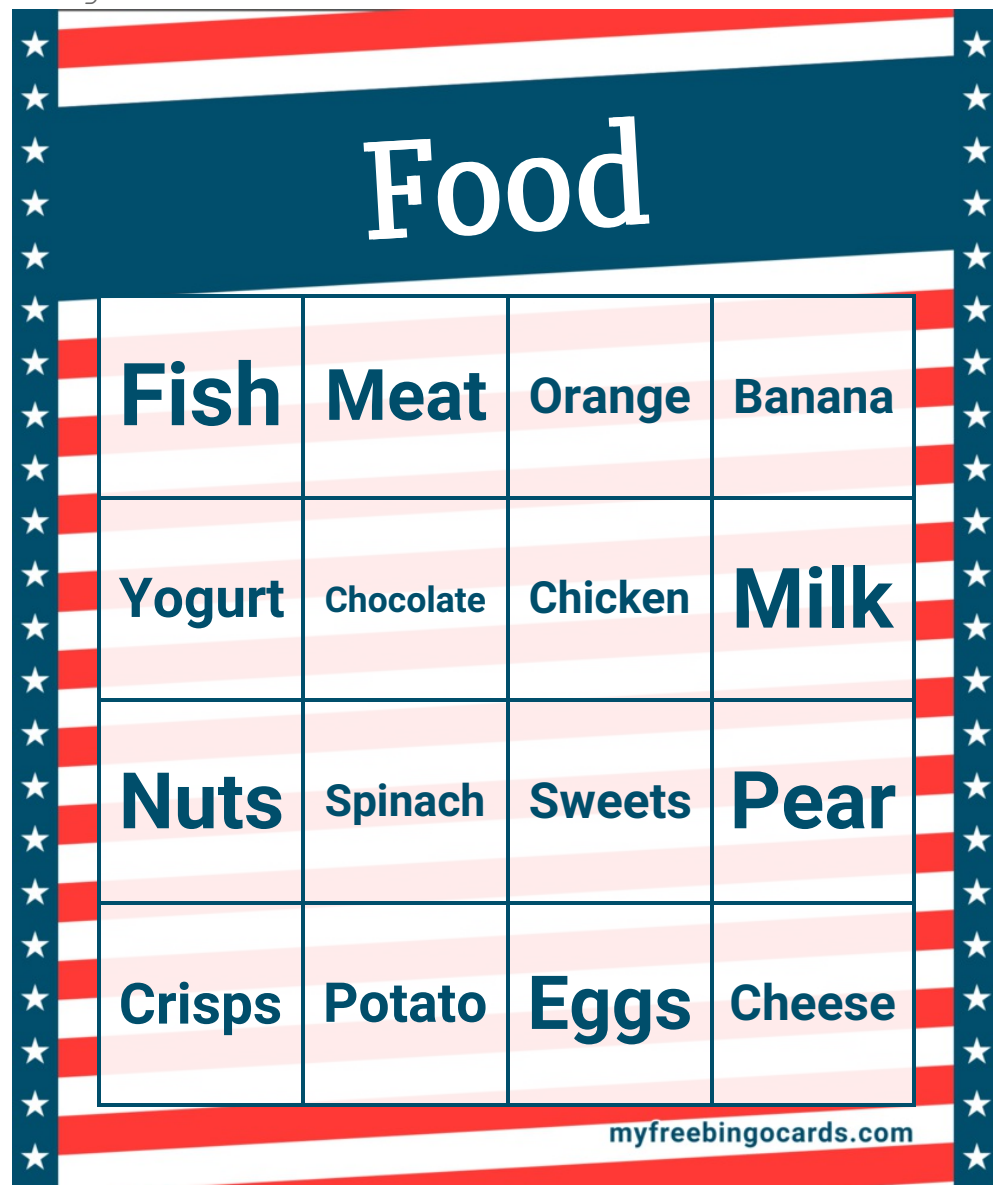 Food
Fish Meat Orange Banana
Yogurt Chocolate Chicken Milk
Nuts Spinach Sweets Pear
Crisps Potato Eggs Cheese
myfreebingocards.com